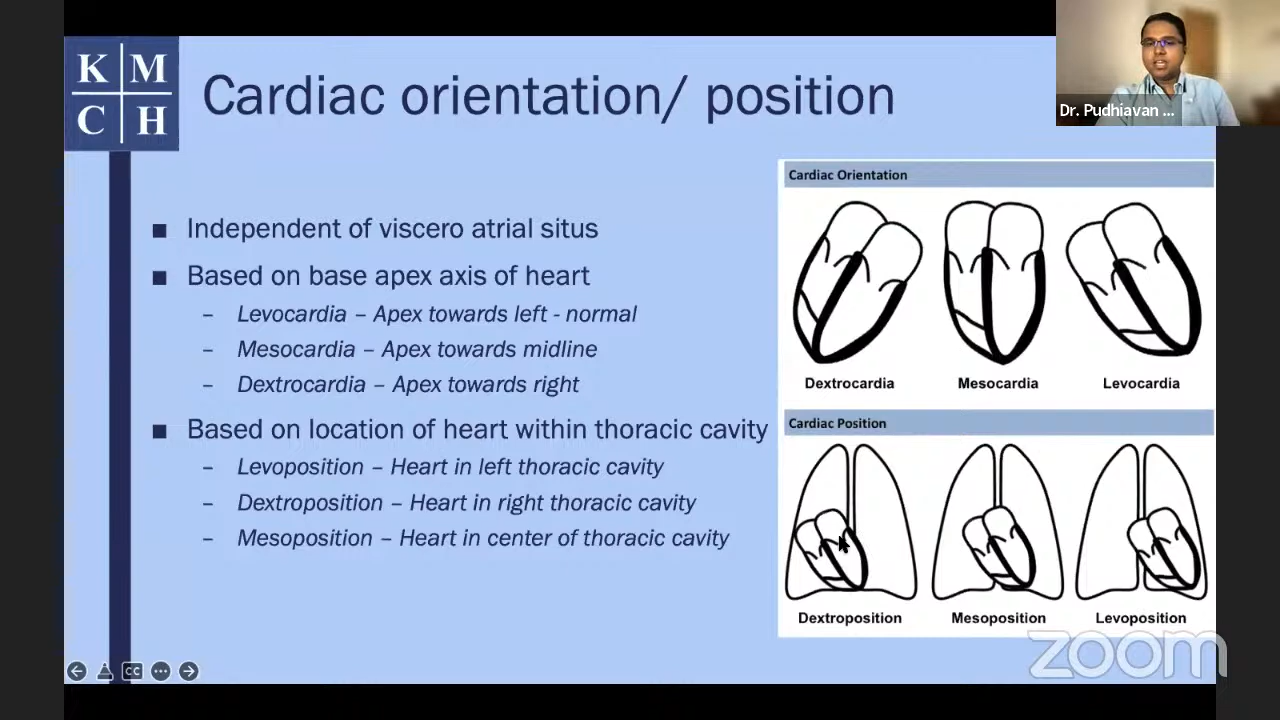 K M
C H
Cardiac orientation/ position
Dr. Pudhiavan ...
■ Independent of viscero atrial situs
■ Based on base apex axis of heart
– Levocardia – Apex towards left - normal
– Mesocardia – Apex towards midline
– Dextrocardia – Apex towards right
■ Based on location of heart within thoracic cavity
– Levoposition – Heart in left thoracic cavity
– Dextroposition – Heart in right thoracic cavity
– Mesoposition – Heart in center of thoracic cavity
Cardiac Orientation
Dextrocardia Mesocardia Levocardia
Cardiac Position
Dextroposition Mesoposition Levoposition
zoom
CC